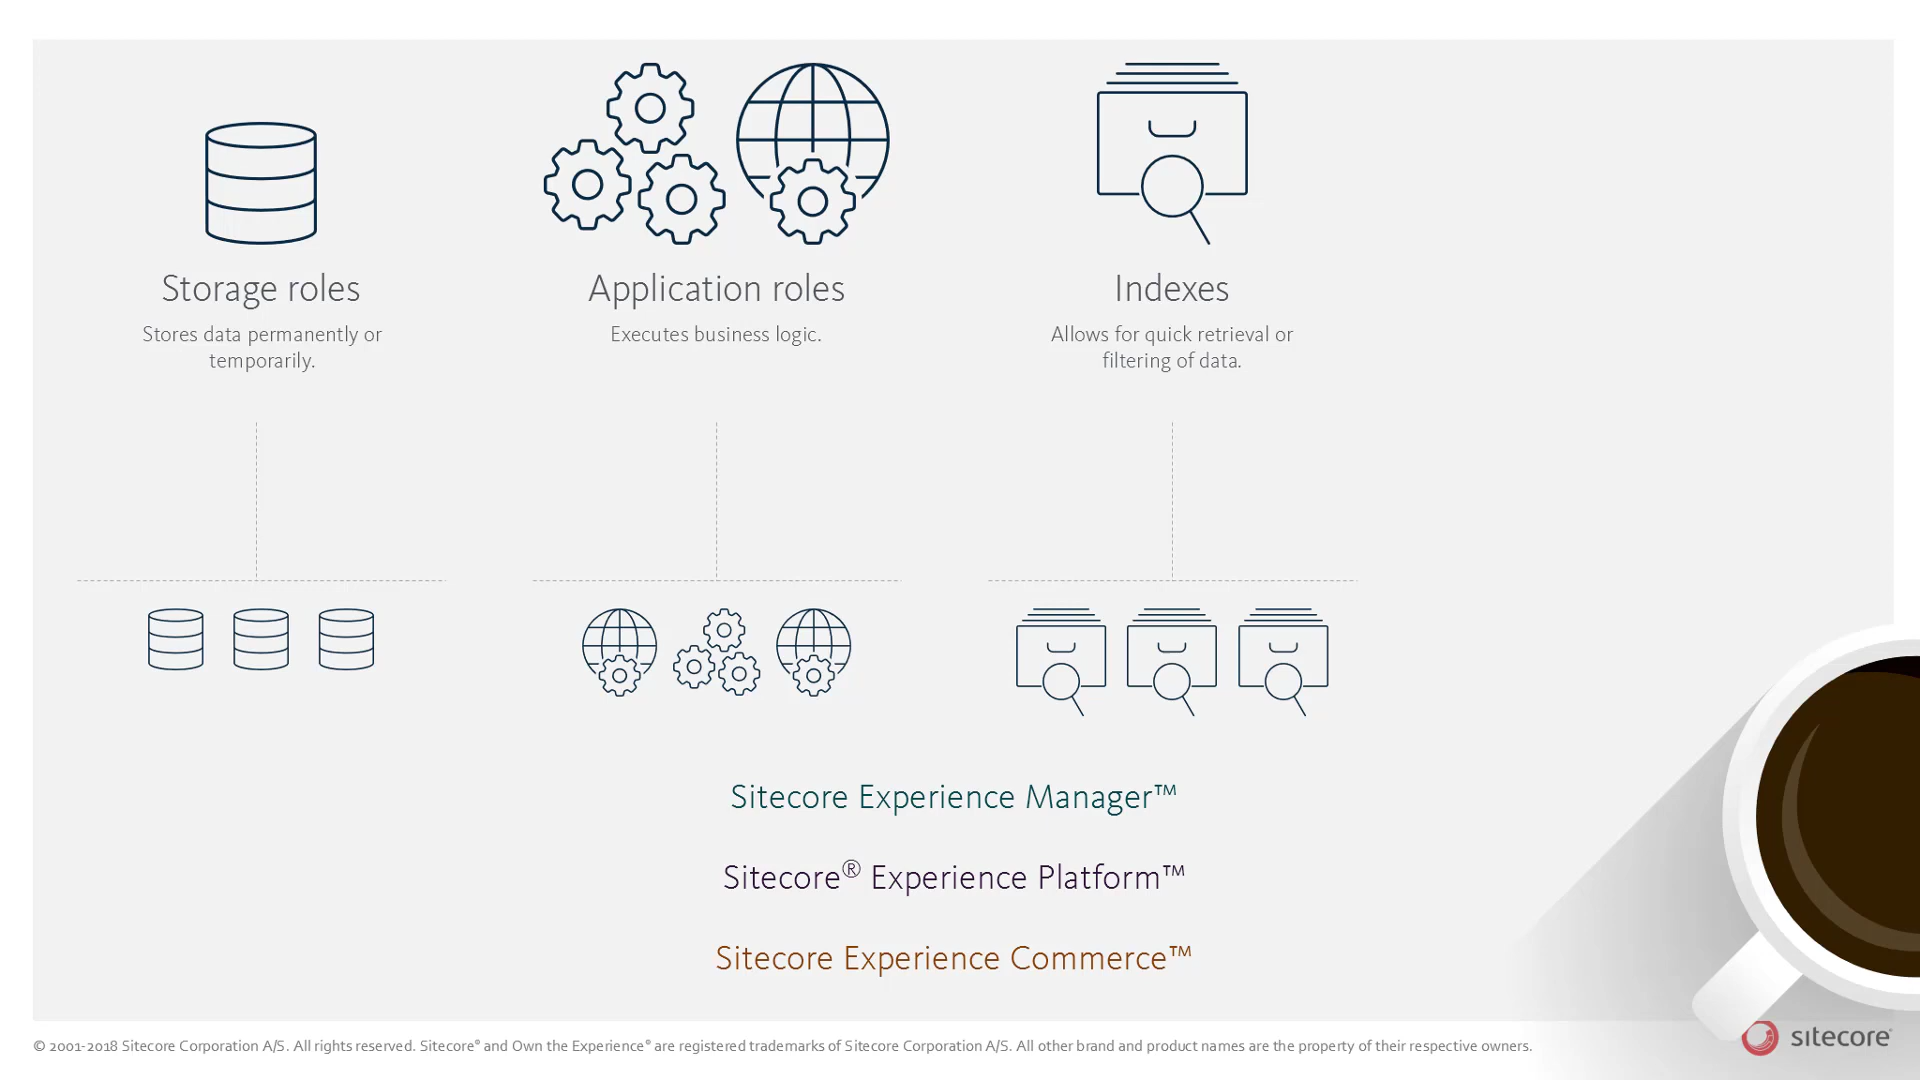 Storage roles
Stores data permanently or
temporarily.
Application roles
Executes business logic.
Indexes
Allows for quick retrieval or
filtering of data.
Sitecore Experience Manager™
Sitecore® Experience Platform™
Sitecore Experience Commerce™
© 2001-2018 Sitecore Corporation A/S. All rights reserved. Sitecore® and Own the Experience® are registered trademarks of Sitecore Corporation A/S. All other brand and product names are the property of their respective owners.
sitecore®